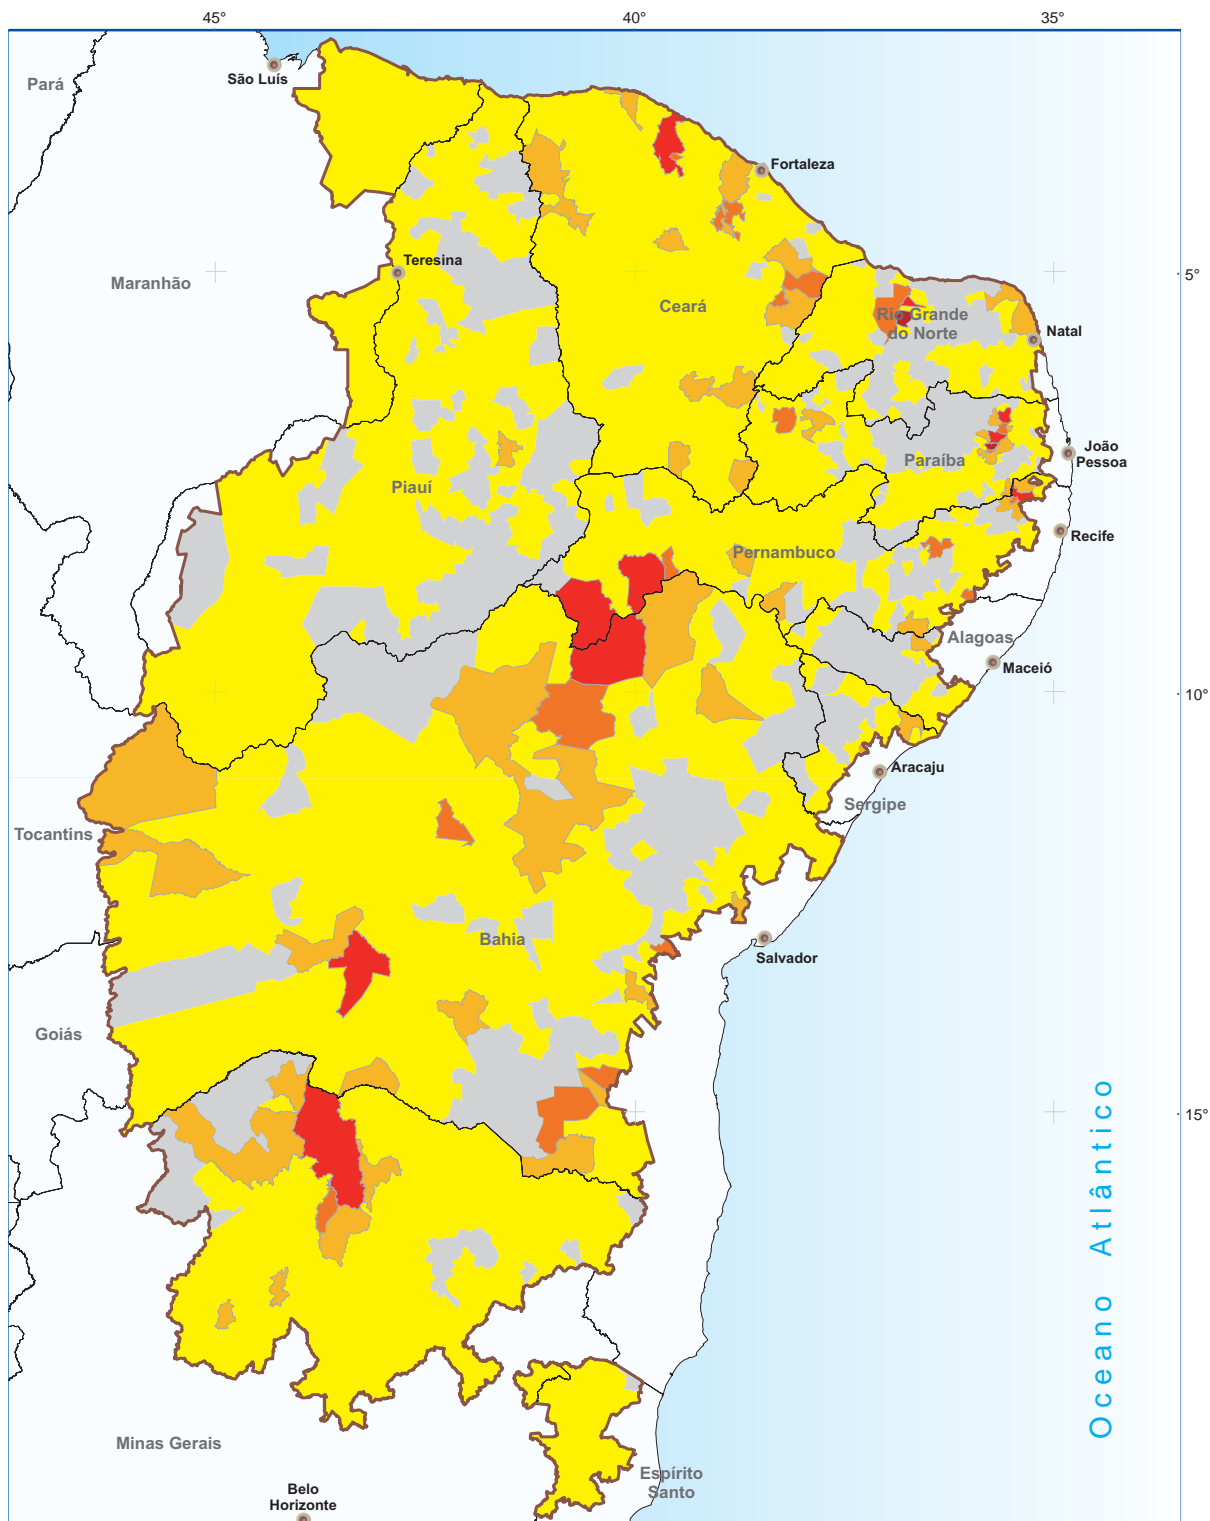 45°
40°
35°
São Luís
Pará
Fortaleza
Teresina
5°
Maranhão
Ceará
Rio Grande
do Norte
Natal
João
Pessoa
Paraíba
Piauí
Recife
Pernambuco
Alagoas
Maceió
10°
Aracaju
Sergipe
Tocantins
Bahia
Salvador
Goiás
15°
Oceano Atlântico
Minas Gerais
Espírito
Santo
Belo
Horizonte